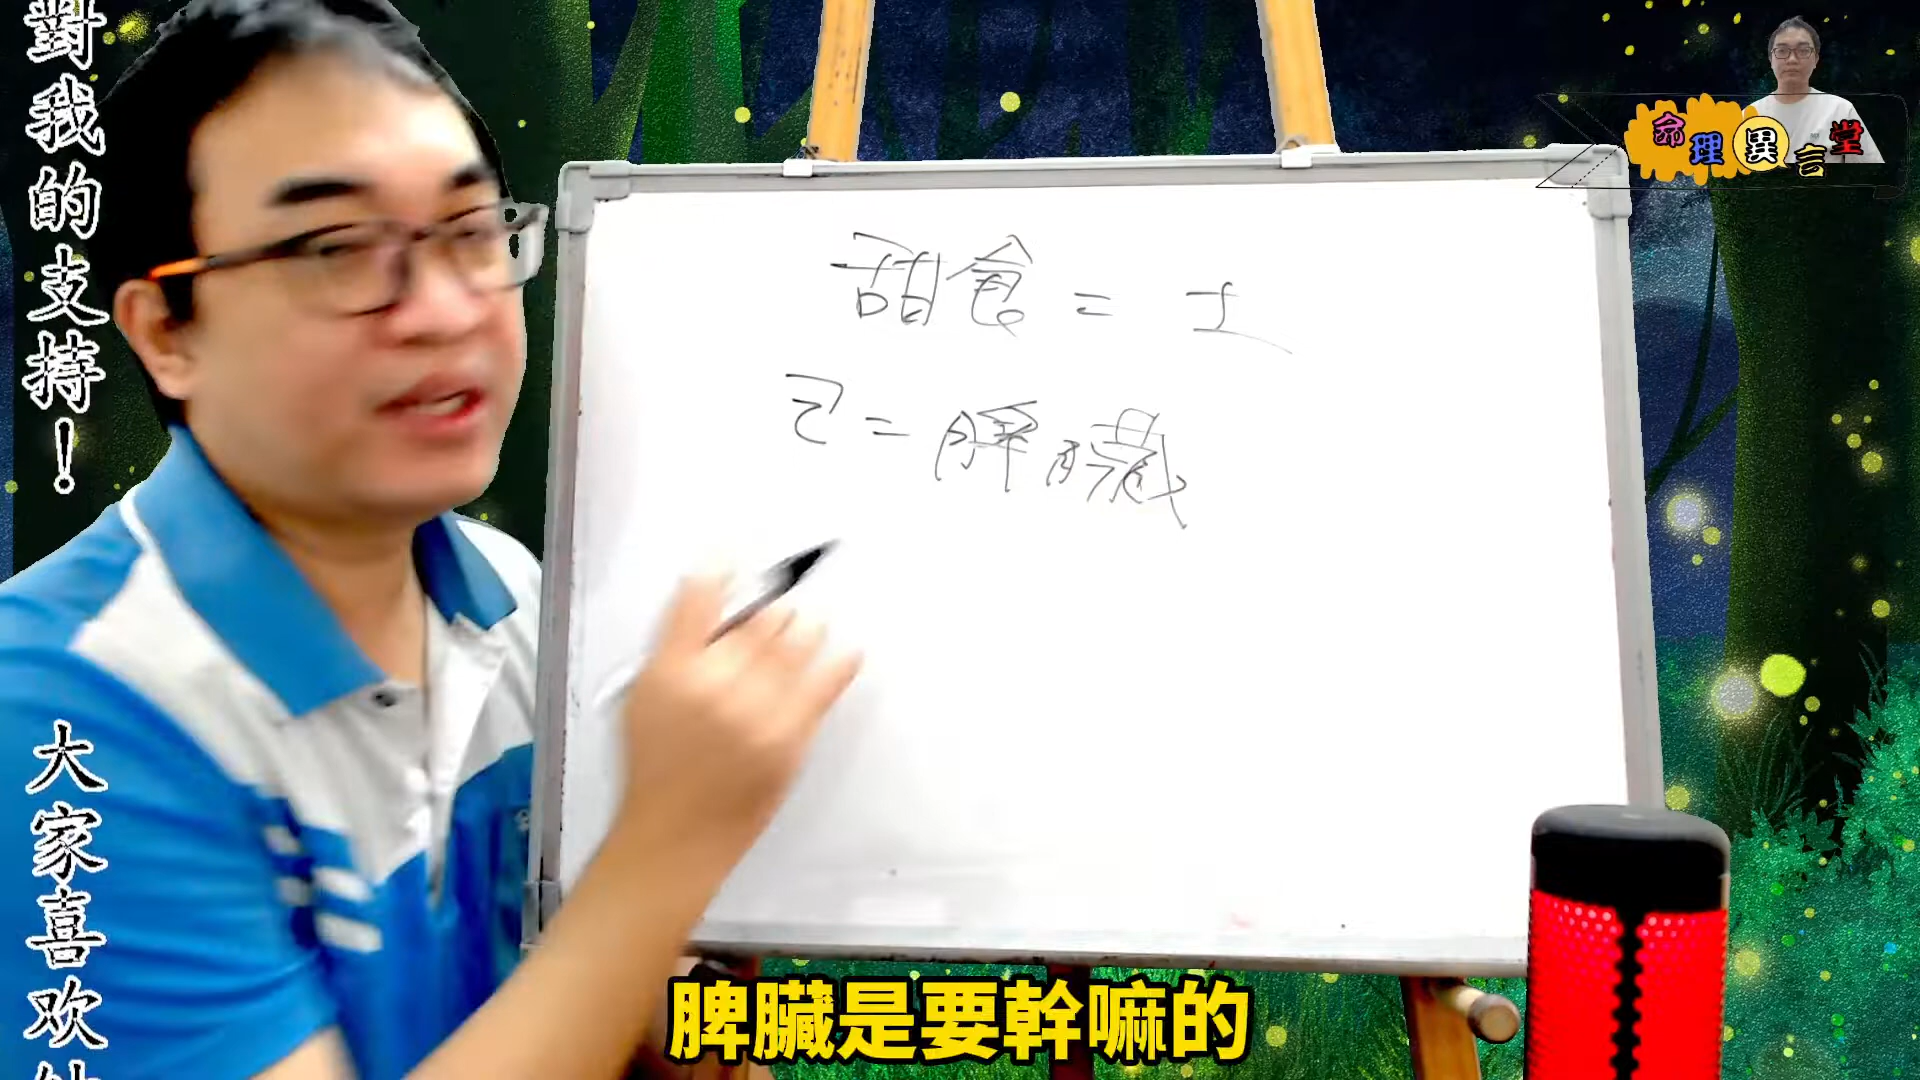 對我的支持！
大家喜欢
命理異言堂
甜食 = 土
己 = 脾臟
脾臟是要幹嘛的